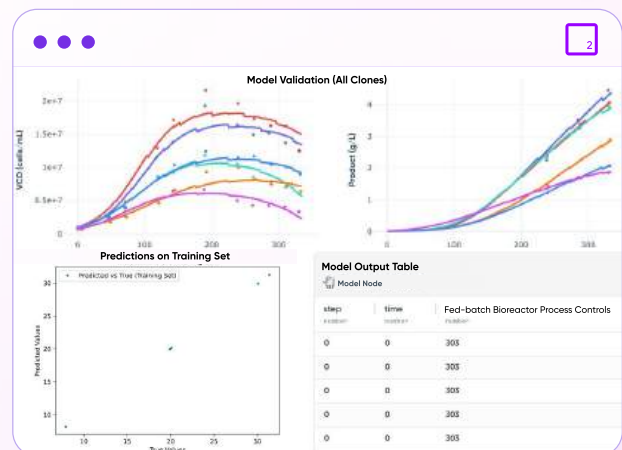 2
Model Validation (All Clones)
VCD (cells/mL)
2e+7
1.5e+7
0.5e+7
0
0
100
200
300
Product (g/L)
4
3
2
1
0
0
100
200
300
Predictions on Training Set
Predicted vs True (Training Set)
Predicted Values
30
25
20
15
10
10
15
20
25
30
True Values
Model Output Table
Model Node
step time Fed-batch Bioreactor Process Controls
number number number
0 0 303
0 0 303
0 0 303
0 0 303
0 0 303